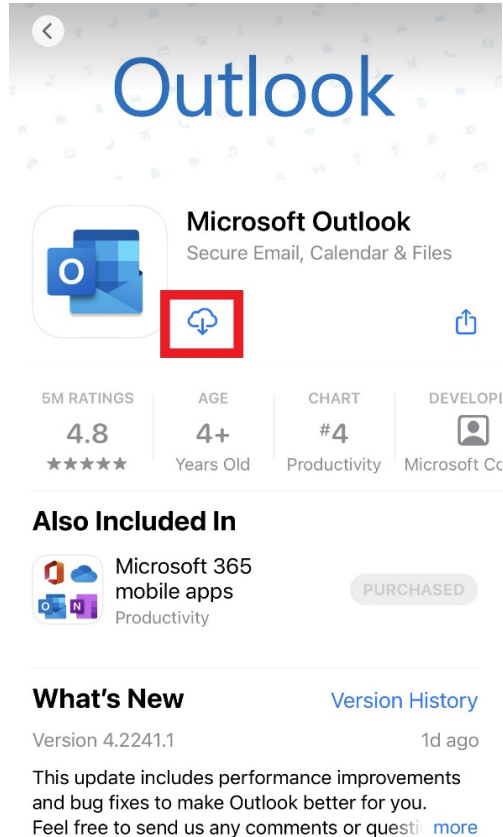 Outlook
Microsoft Outlook
Secure Email, Calendar & Files
O
5M RATINGS
AGE
CHART
DEVELOPE
4.8
4+
#4
★★★★★
Years Old
Productivity
Microsoft Co
Also Included In
Microsoft 365
mobile apps
Productivity
PURCHASED
O
N
What's New
Version History
Version 4.2241.1
1d ago
This update includes performance improvements
and bug fixes to make Outlook better for you.
Feel free to send us any comments or questi more